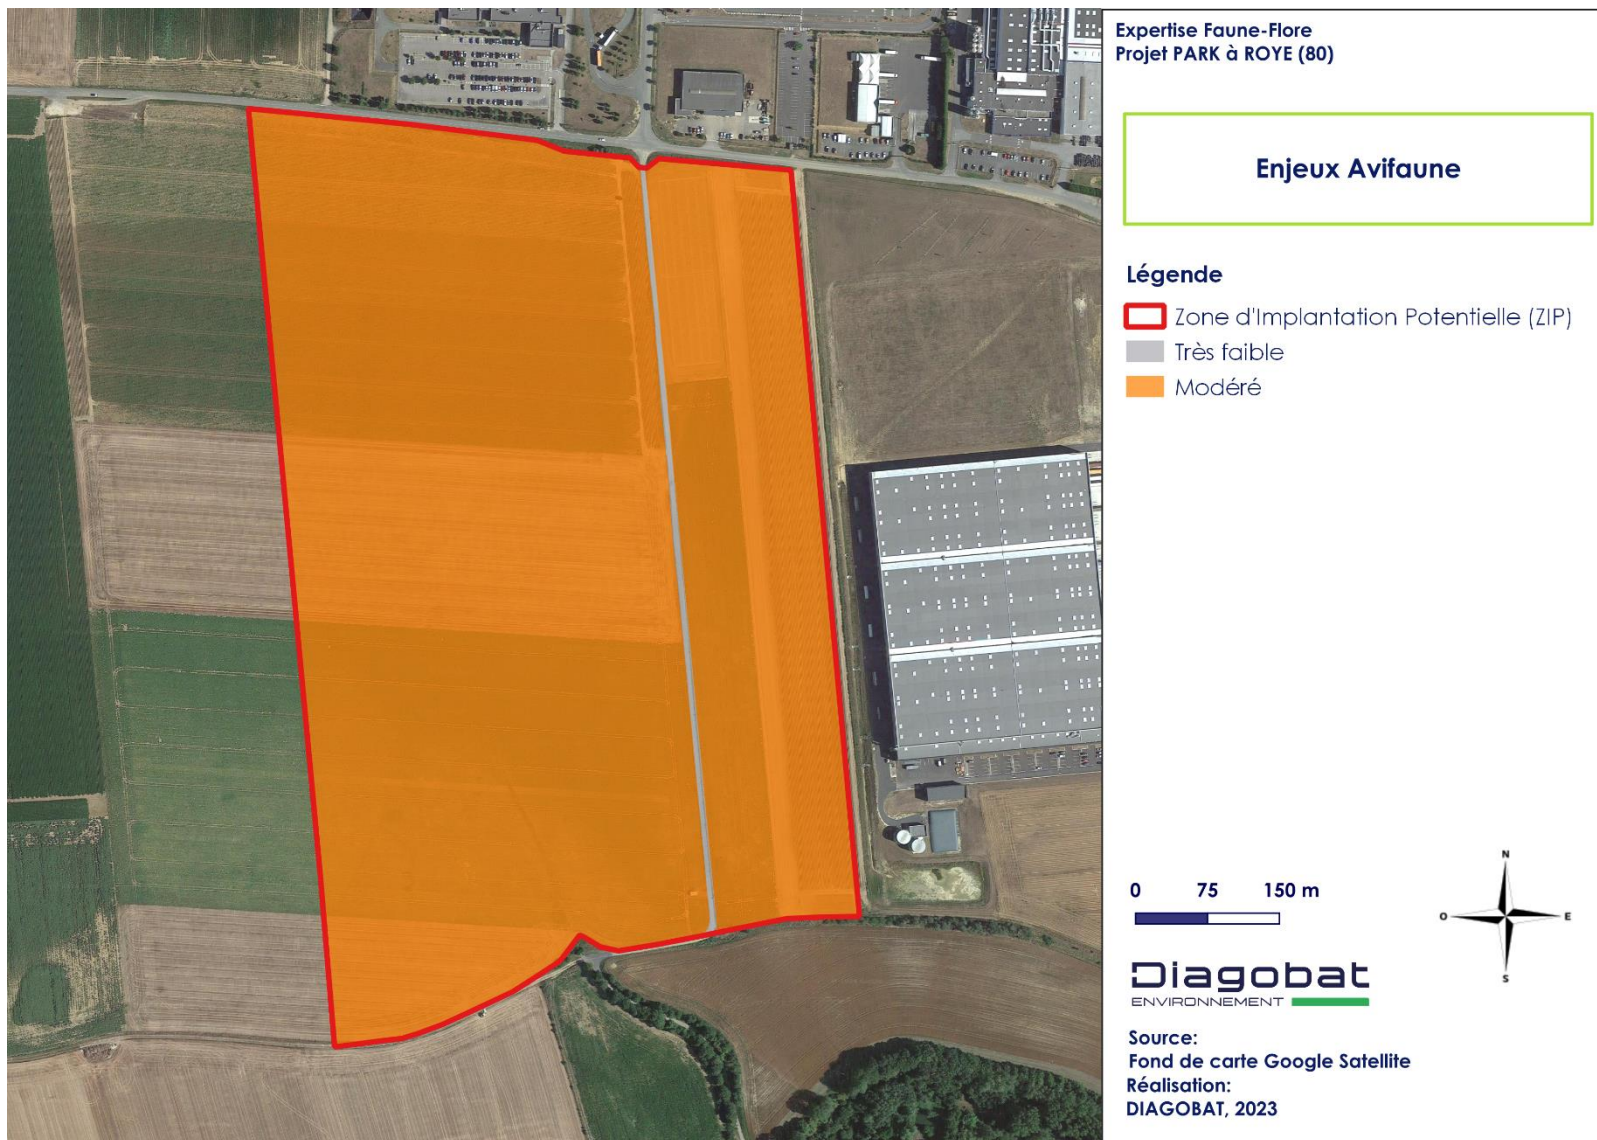 Expertise Faune-Flore
Projet PARK à ROYE (80)
Enjeux Avifaune
Légende
Zone d'Implantation Potentielle (ZIP)
Très faible
Modéré
0 75 150 m
N
O E
S
Diagobat
ENVIRONNEMENT
Source:
Fond de carte Google Satellite
Réalisation:
DIAGOBAT, 2023